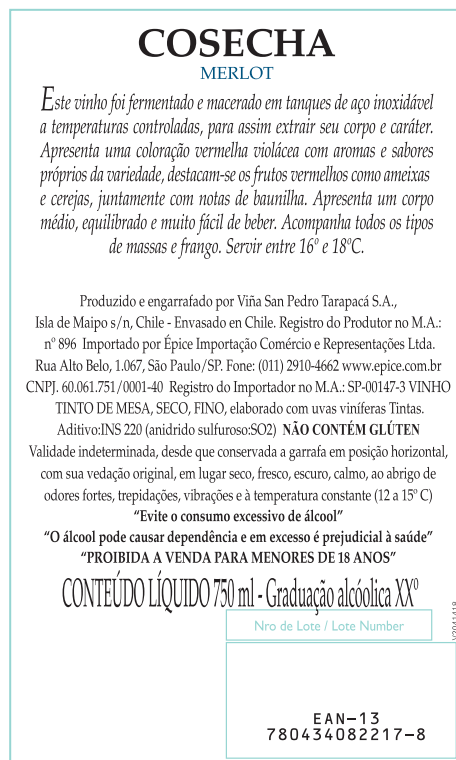 COSECHA
MERLOT
Este vinho foi fermentado e macerado em tanques de aço inoxidável
a temperaturas controladas, para assim extrair seu corpo e caráter.
Apresenta uma coloração vermelha violácea com aromas e sabores
próprios da variedade, destacam-se os frutos vermelhos como ameixas
e cerejas, juntamente com notas de baunilha. Apresenta um corpo
médio, equilibrado e muito fácil de beber. Acompanha todos os tipos
de massas e frango. Servir entre 16º e 18ºC.
Produzido e engarrafado por Viña San Pedro Tarapacá S.A.,
Isla de Maipo s/n, Chile - Envasado en Chile. Registro do Produtor no M.A.:
nº 896 Importado por Épice Importação Comércio e Representações Ltda.
Rua Alto Belo, 1.067, São Paulo/SP. Fone: (011) 2910-4662 www.epice.com.br
CNPJ. 60.061.751/0001-40 Registro do Importador no M.A.: SP-00147-3 VINHO
TINTO DE MESA, SECO, FINO, elaborado com uvas viníferas Tintas.
Aditivo:INS 220 (anidrido sulfuroso:SO2) NÃO CONTÉM GLÚTEN
Validade indeterminada, desde que conservada a garrafa em posição horizontal,
com sua vedação original, em lugar seco, fresco, escuro, calmo, ao abrigo de
odores fortes, trepidações, vibrações e à temperatura constante (12 a 15º C)
"Evite o consumo excessivo de álcool"
"O álcool pode causar dependência e em excesso é prejudicial à saúde"
"PROIBIDA A VENDA PARA MENORES DE 18 ANOS"
CONTEÚDO LÍQUIDO 750 ml - Graduação alcóolica XXº
Nro de Lote / Lote Number
V2041419
EAN-13
780434082217-8